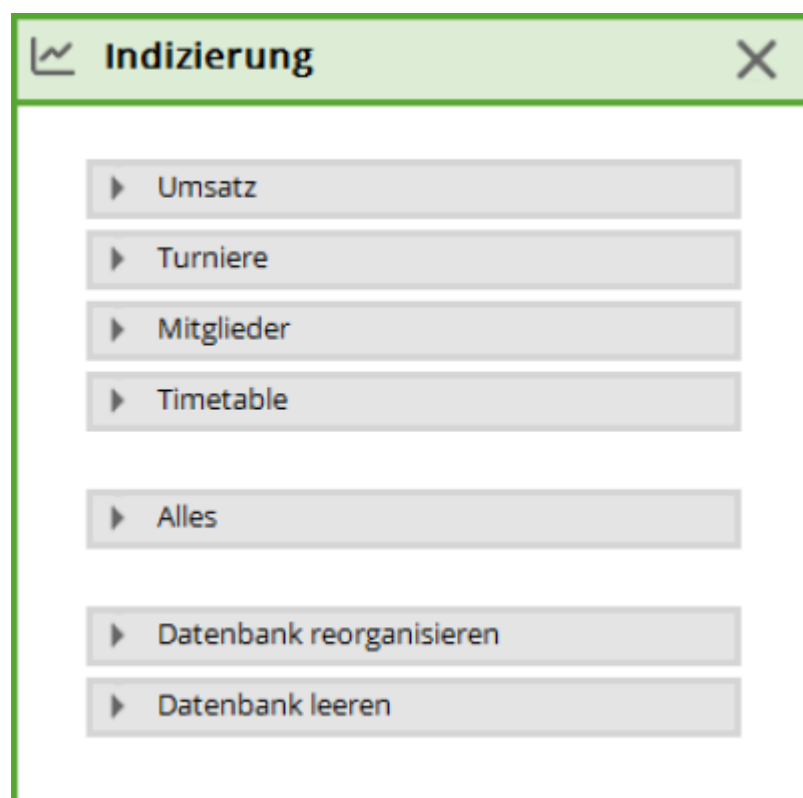 Indizierung
Umsatz
Turniere
Mitglieder
Timetable
Alles
Datenbank reorganisieren
Datenbank leeren